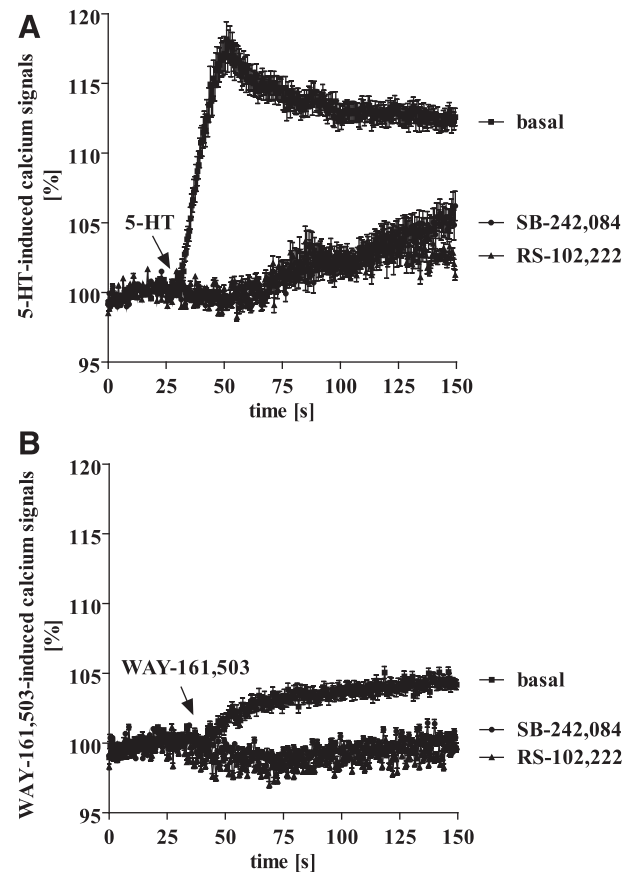 A
5-HT-induced calcium signals
[%]
120
115
110
105
100
95
5-HT
basal
SB-242,084
RS-102,222
0 25 50 75 100 125 150
time [s]
B
WAY-161,503-induced calcium signals
[%]
120
115
110
105
100
95
WAY-161,503
basal
SB-242,084
RS-102,222
0 25 50 75 100 125 150
time [s]